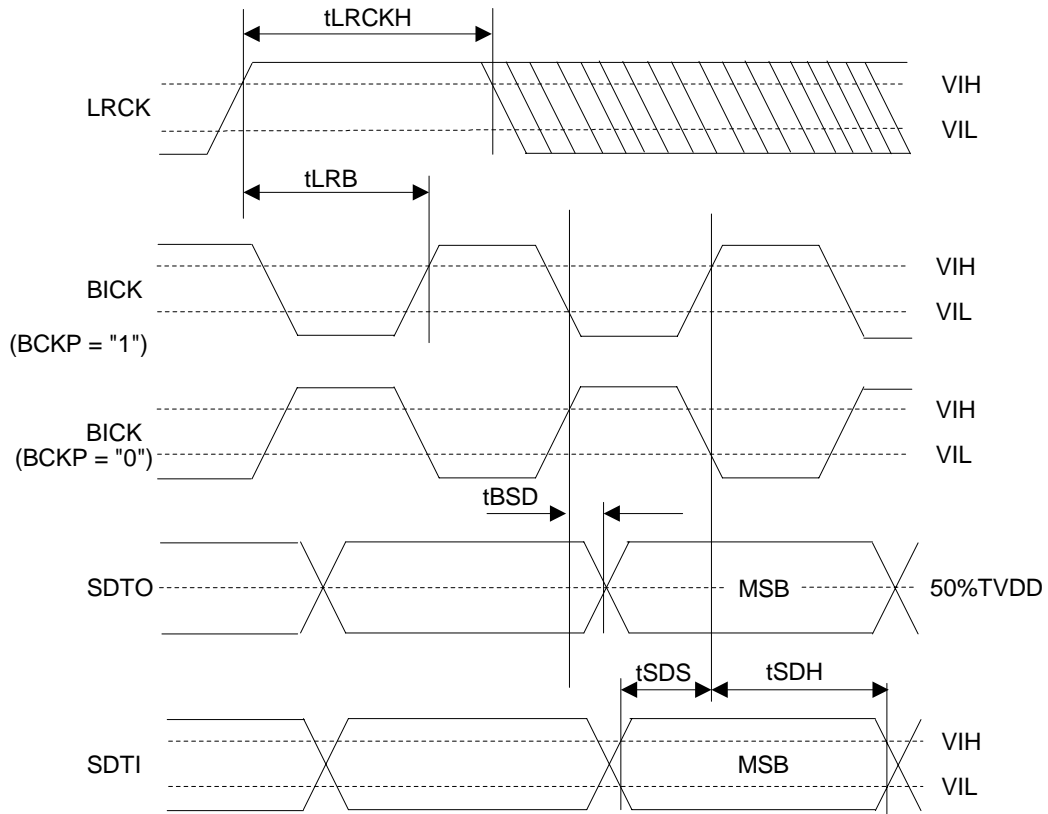 tLRCKH
LRCK
VIH
VIL
tLRB
BICK
VIH
VIL
(BCKP = "1")
BICK
(BCKP = "0")
VIH
VIL
tBSD
SDTO
MSB
50%TVDD
tSDS
tSDH
SDTI
MSB
VIH
VIL